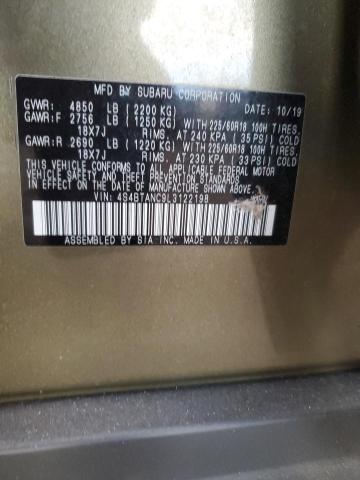 MFD BY SUBARU CORPORATION
GVWR: 4850 LB (2200 KG) DATE: 10/19
GAWR:F 2756 LB (1250 KG) WITH 225/60R18 100H TIRES,
18X7J RIMS, AT 240 KPA (35 PSI) COLD
GAWR:R 2690 LB (1220 KG) WITH 225/60R18 100H TIRES,
18X7J RIMS, AT 230 KPA (33 PSI) COLD
THIS VEHICLE CONFORMS TO ALL APPLICABLE FEDERAL MOTOR
VEHICLE SAFETY, BUMPER, AND THEFT PREVENTION STANDARDS
IN EFFECT ON THE DATE OF MANUFACTURE SHOWN ABOVE.
VIN: 4S4BTANC9L3122198
ASSEMBLED BY SIA INC. MADE IN U.S.A.